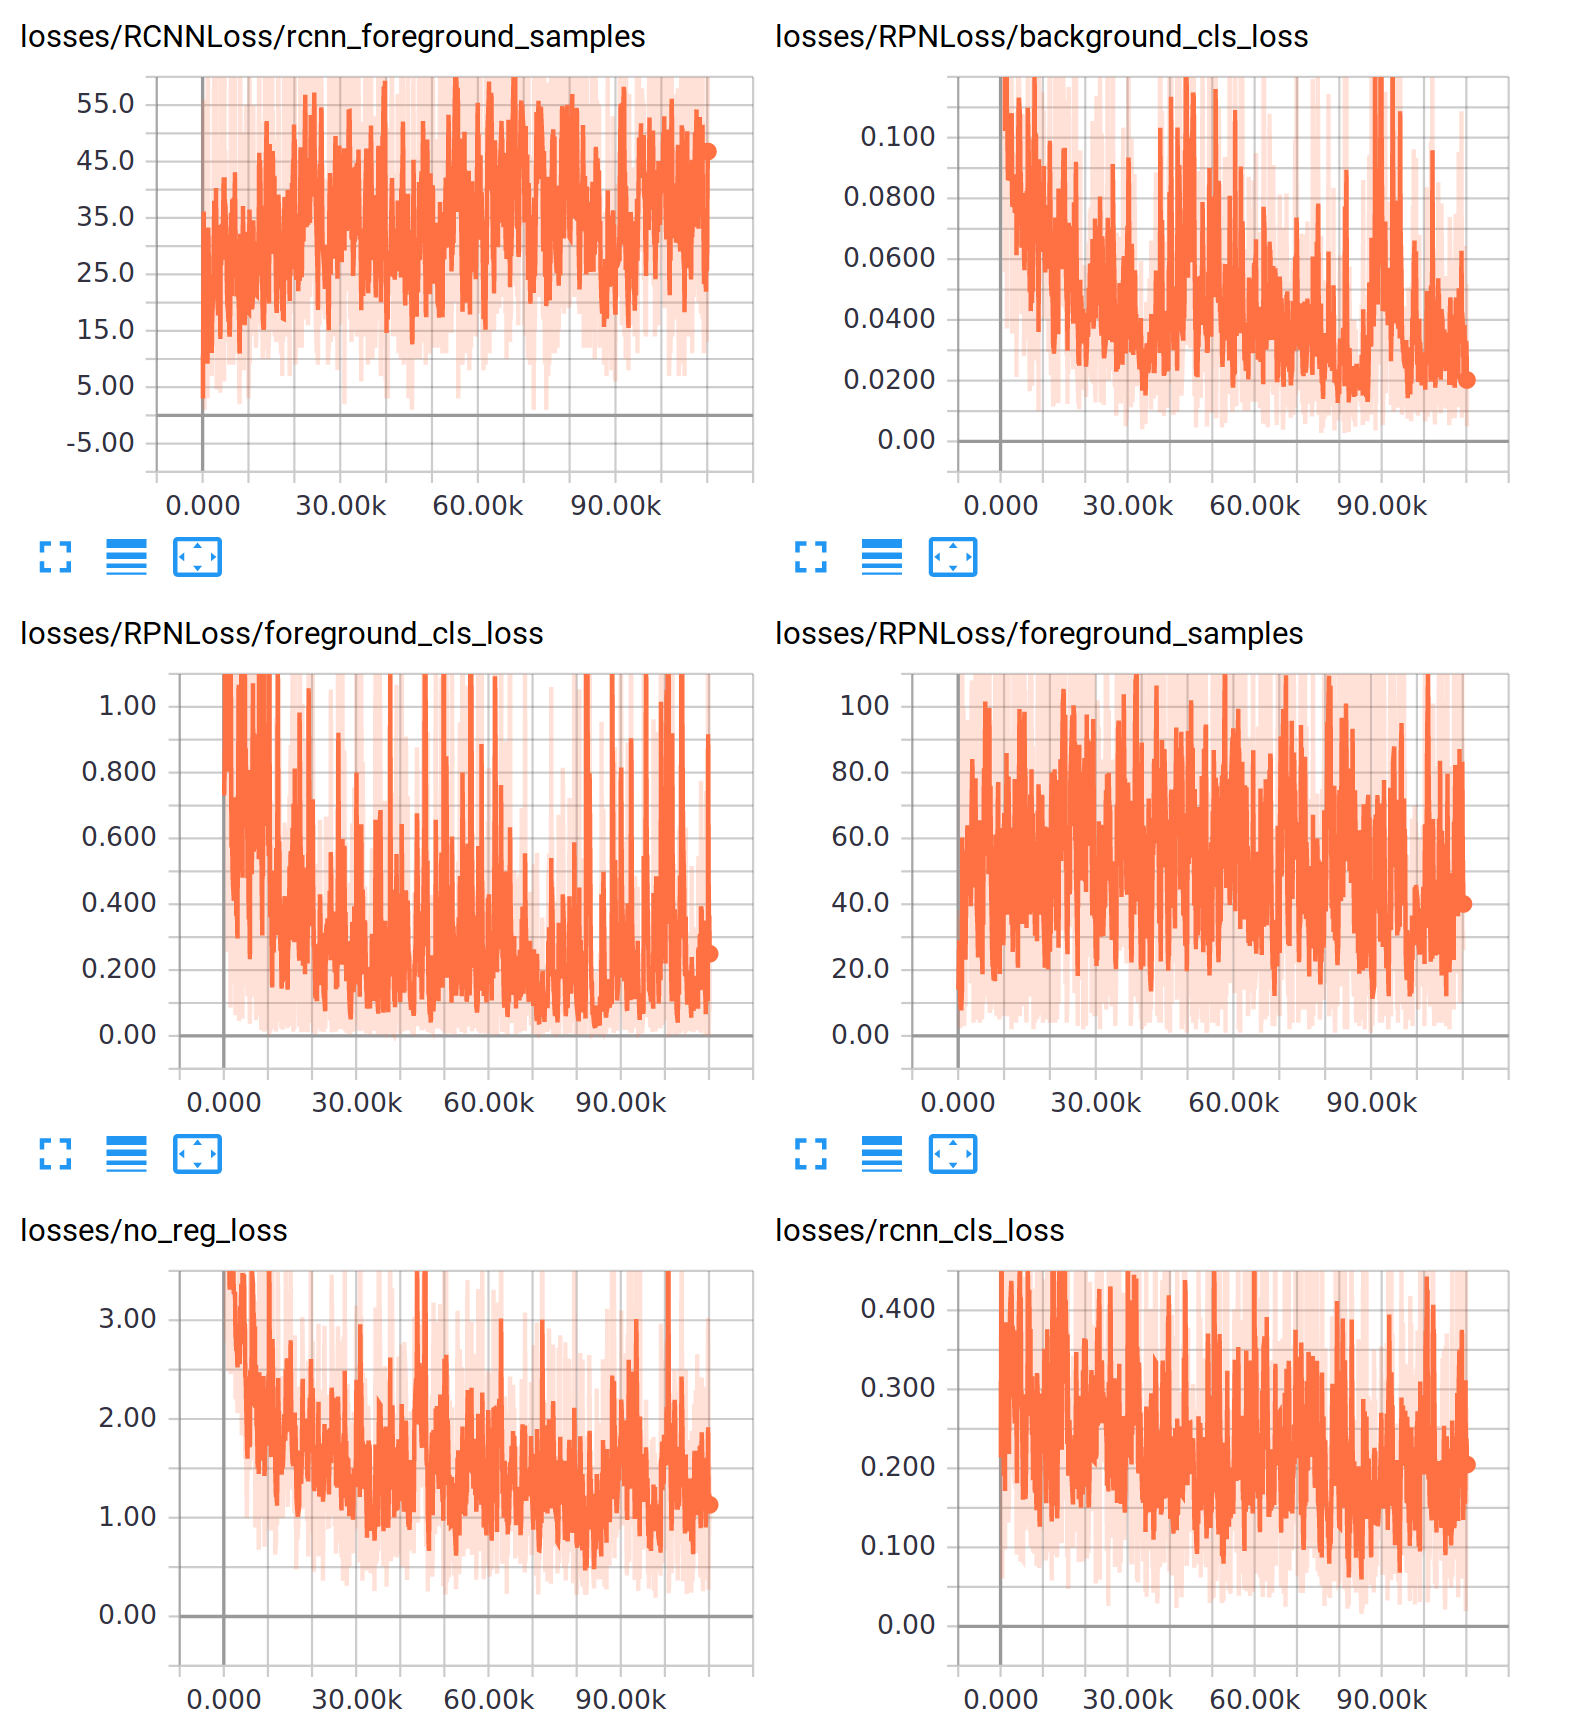 losses/RCNNLoss/rcnn_foreground_samples
55.0
45.0
35.0
25.0
15.0
5.00
-5.00
0.000 30.00k 60.00k 90.00k
losses/RPNLoss/background_cls_loss
0.100
0.0800
0.0600
0.0400
0.0200
0.00
0.000 30.00k 60.00k 90.00k
losses/RPNLoss/foreground_cls_loss
1.00
0.800
0.600
0.400
0.200
0.00
0.000 30.00k 60.00k 90.00k
losses/RPNLoss/foreground_samples
100
80.0
60.0
40.0
20.0
0.00
0.000 30.00k 60.00k 90.00k
losses/no_reg_loss
3.00
2.00
1.00
0.00
0.000 30.00k 60.00k 90.00k
losses/rcnn_cls_loss
0.400
0.300
0.200
0.100
0.00
0.000 30.00k 60.00k 90.00k